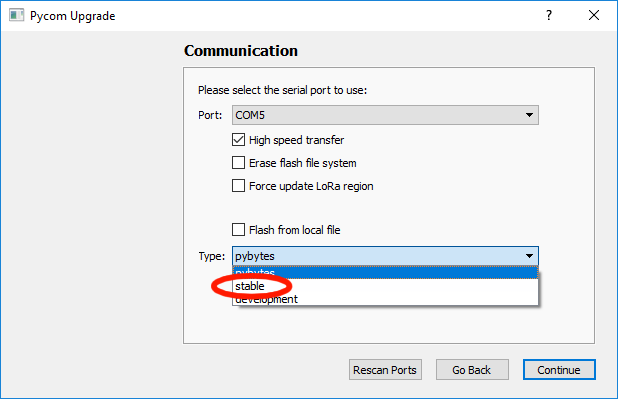 Pycom Upgrade
?
Communication
Please select the serial port to use:
Port: COM5
High speed transfer
Erase flash file system
Force update LoRa region
Flash from local file
Type: pybytes
pybytes
stable
development
Rescan Ports Go Back Continue